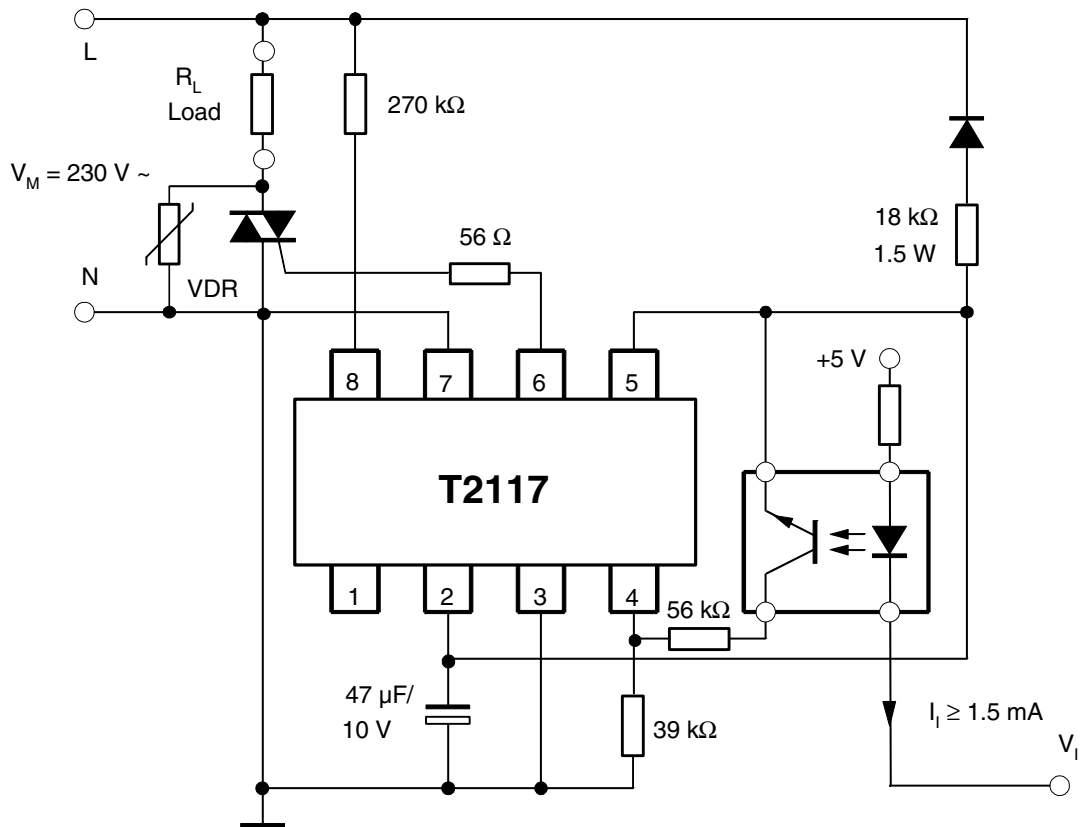 L
R_L
Load
270 kΩ
V_M = 230 V ~
18 kΩ
1.5 W
56 Ω
N
VDR
+5 V
8
7
6
5
T2117
1
2
3
4
56 kΩ
47 µF/
10 V
39 kΩ
I_I ≥ 1.5 mA
V_I